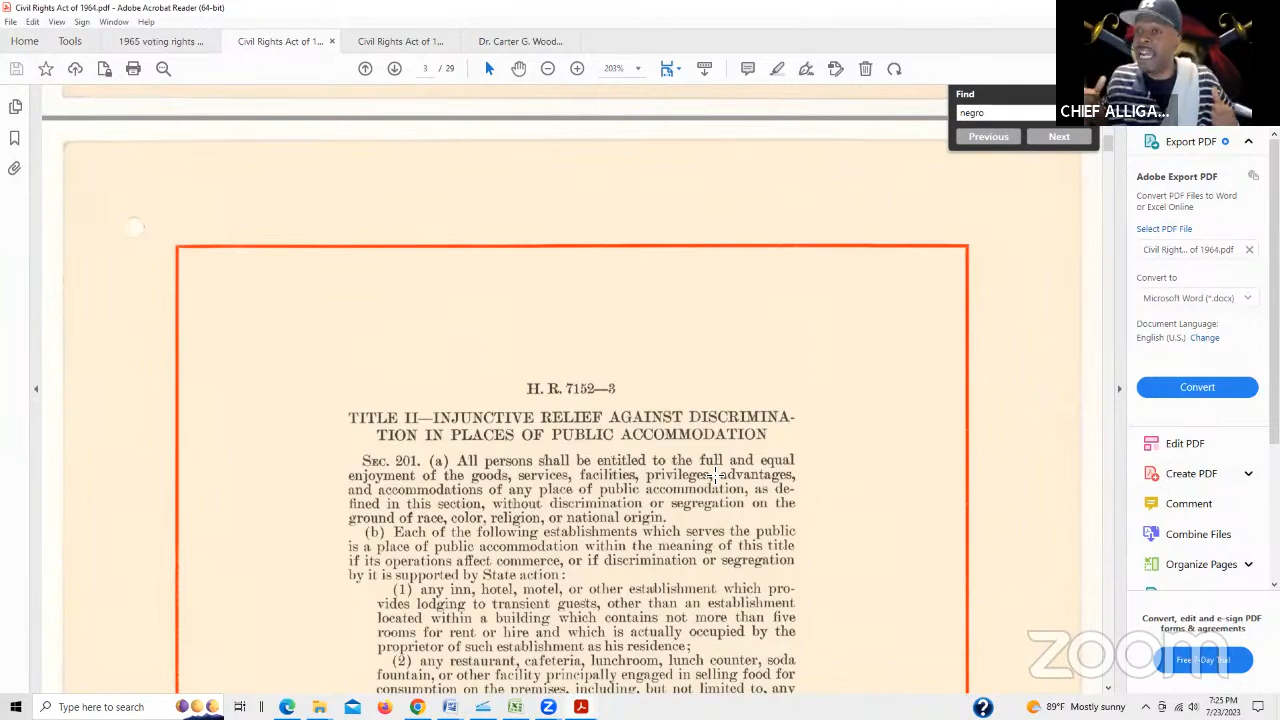 Civil Rights Act of 1964.pdf - Adobe Acrobat Reader (64-bit)
File Edit View Sign Window Help
Home Tools 1965 voting rights ... Civil Rights Act of 1... × Civil Rights Act of 1... Dr. Carter G. Wood...
3 / 29 203%
Find
negro
Previous Next
CHIEF ALLIGA...
Export PDF
Adobe Export PDF
Convert PDF Files to Word
or Excel Online
Select PDF File
Civil Right... of 1964.pdf
Convert to
Microsoft Word (*.docx)
Document Language:
English (U.S.) Change
Convert
Edit PDF
Create PDF
Comment
Combine Files
Organize Pages
Convert, edit and e-sign PDF
forms & agreements
Free 7-Day Trial
H. R. 7152—3
TITLE II—INJUNCTIVE RELIEF AGAINST DISCRIMINA-
TION IN PLACES OF PUBLIC ACCOMMODATION
SEC. 201. (a) All persons shall be entitled to the full and equal
enjoyment of the goods, services, facilities, privileges, advantages,
and accommodations of any place of public accommodation, as de-
fined in this section, without discrimination or segregation on the
ground of race, color, religion, or national origin.
(b) Each of the following establishments which serves the public
is a place of public accommodation within the meaning of this title
if its operations affect commerce, or if discrimination or segregation
by it is supported by State action:
(1) any inn, hotel, motel, or other establishment which pro-
vides lodging to transient guests, other than an establishment
located within a building which contains not more than five
rooms for rent or hire and which is actually occupied by the
proprietor of such establishment as his residence;
(2) any restaurant, cafeteria, lunchroom, lunch counter, soda
fountain, or other facility principally engaged in selling food for
consumption on the premises, including, but not limited to, any
zoom
Type here to search
89°F Mostly sunny
7:25 PM
7/23/2023